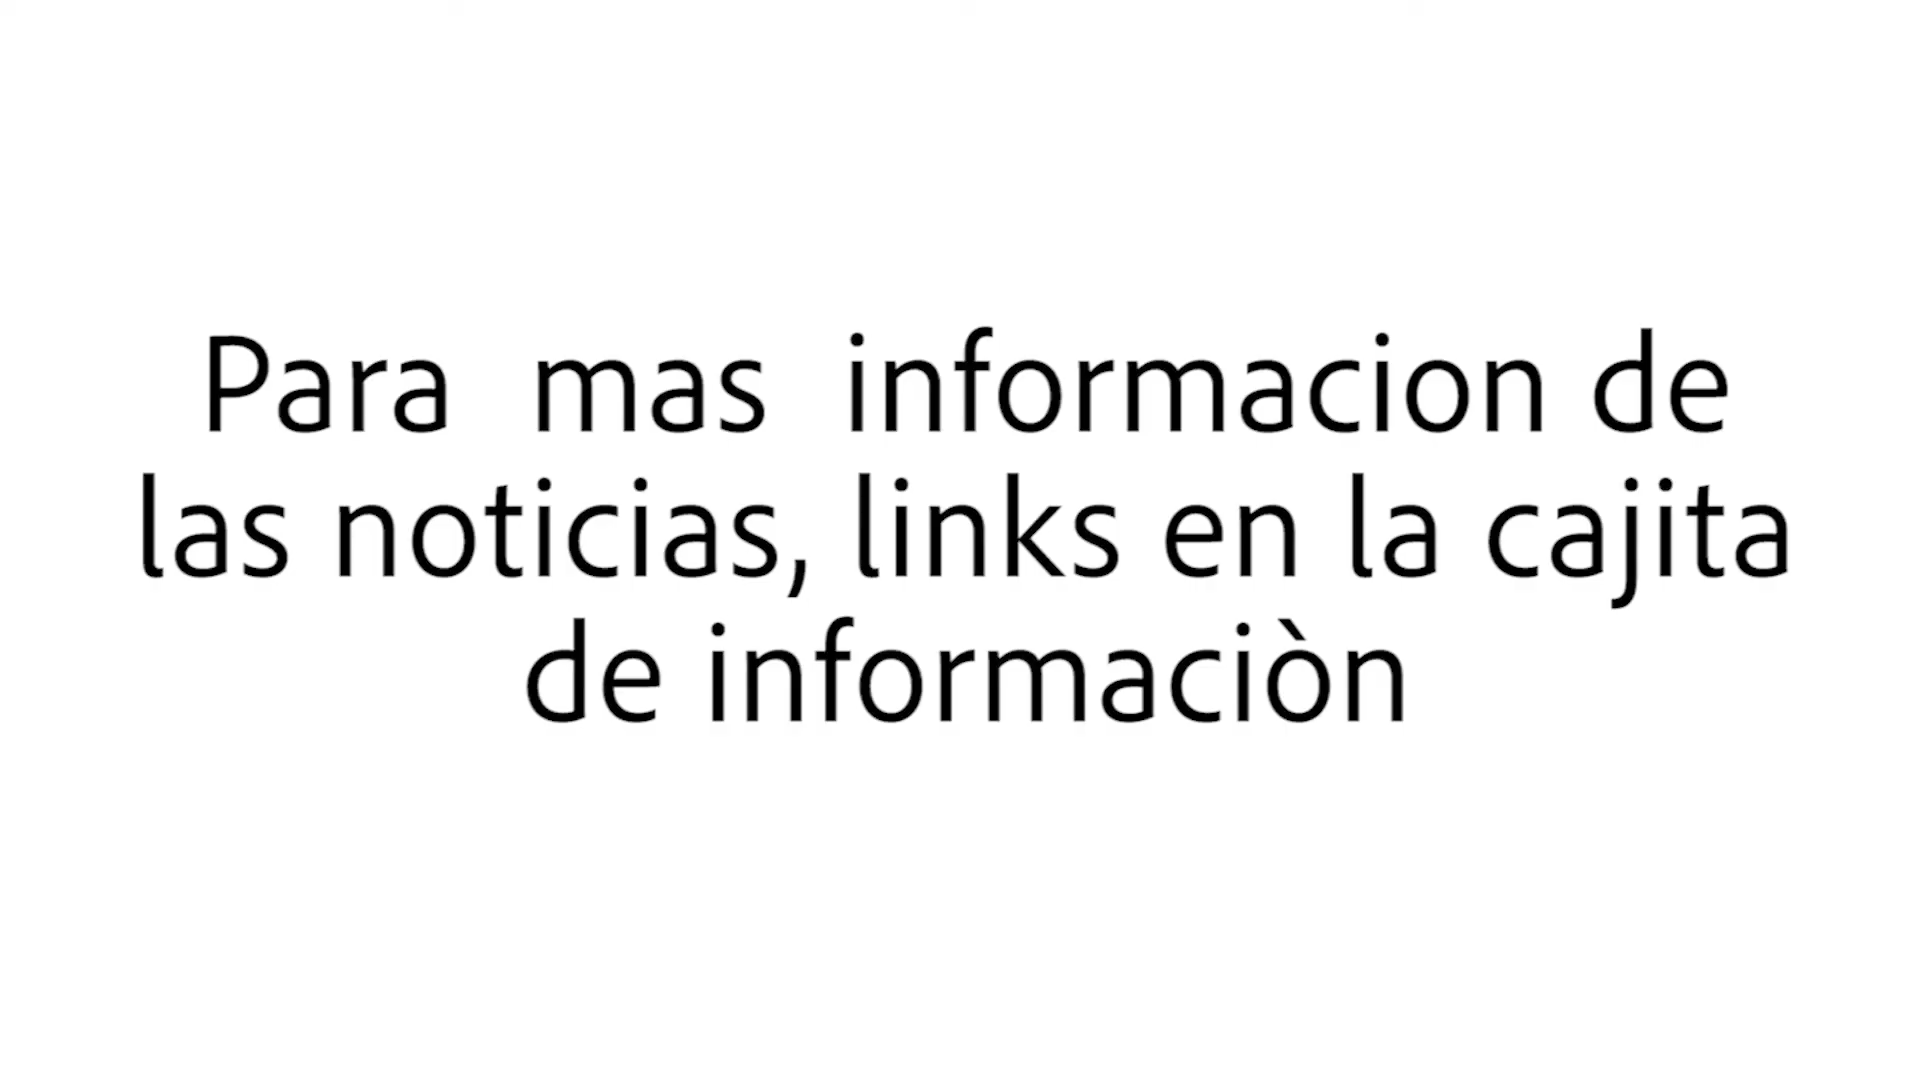 Para mas informacion de
las noticias, links en la cajita
de informaciòn